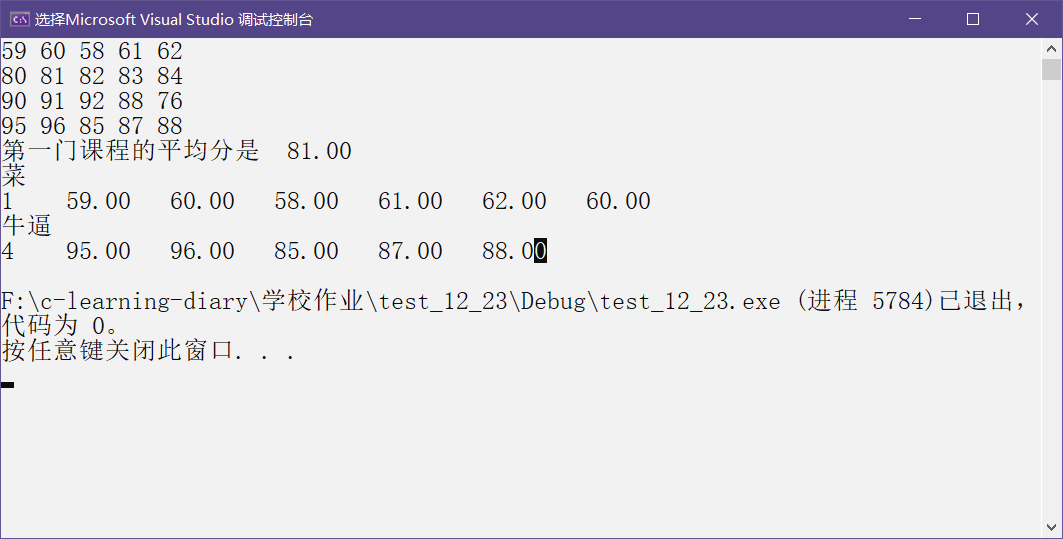 选择Microsoft Visual Studio 调试控制台
59 60 58 61 62
80 81 82 83 84
90 91 92 88 76
95 96 85 87 88
第一门课程的平均分是  81.00
菜
1    59.00   60.00   58.00   61.00   62.00   60.00
牛逼
4    95.00   96.00   85.00   87.00   88.00
F:\c-learning-diary\学校作业\test_12_23\Debug\test_12_23.exe (进程 5784)已退出，
代码为 0。
按任意键关闭此窗口. . .